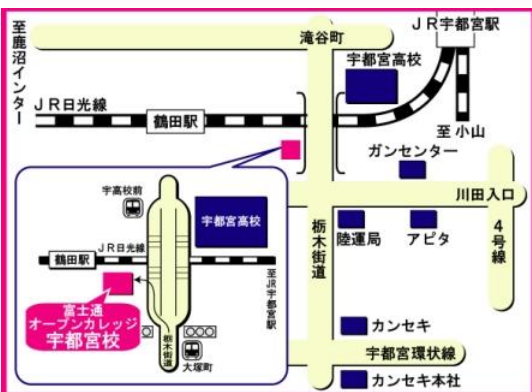 至鹿沼インター
滝谷町
JR宇都宮駅
宇都宮高校
JR日光線
鶴田駅
至小山
ガンセンター
川田入口
4号線
栃木街道
陸運局
アピタ
カンセキ
宇都宮環状線
カンセキ本社
宇高校前
宇都宮高校
JR日光線
鶴田駅
至JR宇都宮駅
富士通
オープンカレッジ
宇都宮校
栃木街道
大塚町